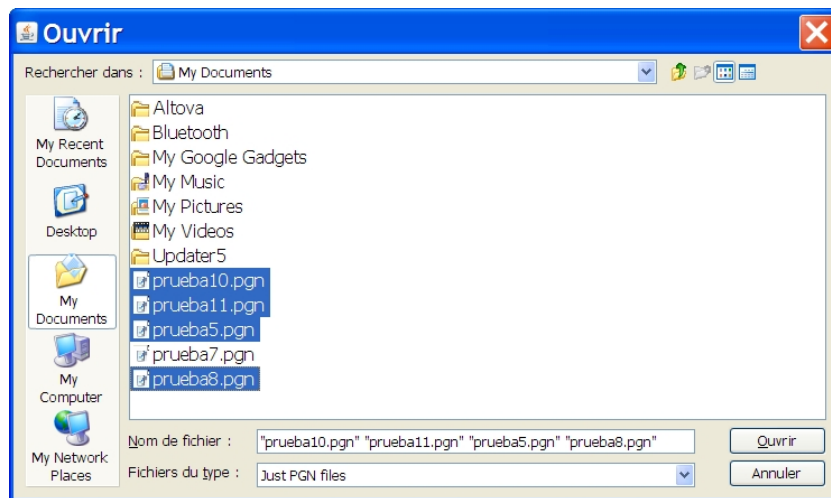 Ouvrir
Rechercher dans : My Documents
My Recent
Documents
Desktop
My
Documents
My
Computer
My Network
Places
Altova
Bluetooth
My Google Gadgets
My Music
My Pictures
My Videos
Updater5
prueba10.pgn
prueba11.pgn
prueba5.pgn
prueba7.pgn
prueba8.pgn
Nom de fichier : "prueba10.pgn" "prueba11.pgn" "prueba5.pgn" "prueba8.pgn" Ouvrir
Fichiers du type : Just PGN files Annuler